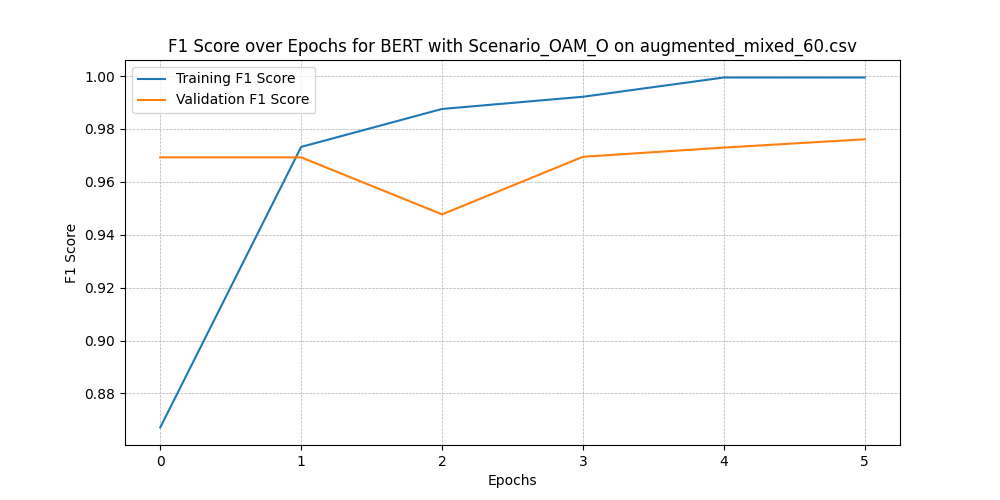 F1 Score over Epochs for BERT with Scenario_OAM_O on augmented_mixed_60.csv
Training F1 Score
Validation F1 Score
1.00
0.98
0.96
0.94
0.92
0.90
0.88
F1 Score
0 1 2 3 4 5
Epochs